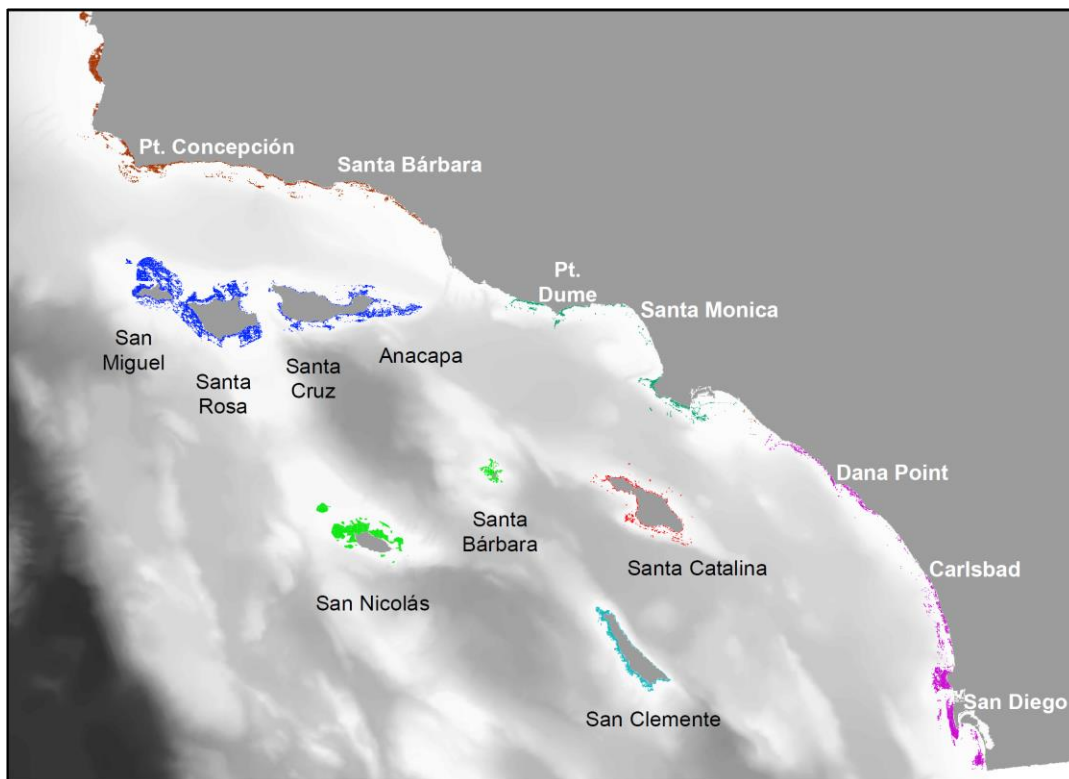 Pt. Concepción
Santa Bárbara
Pt.
Dume
Santa Monica
San
Miguel
Santa
Rosa
Santa
Cruz
Anacapa
Dana Point
Santa
Bárbara
Santa Catalina
Carlsbad
San Nicolás
San Diego
San Clemente